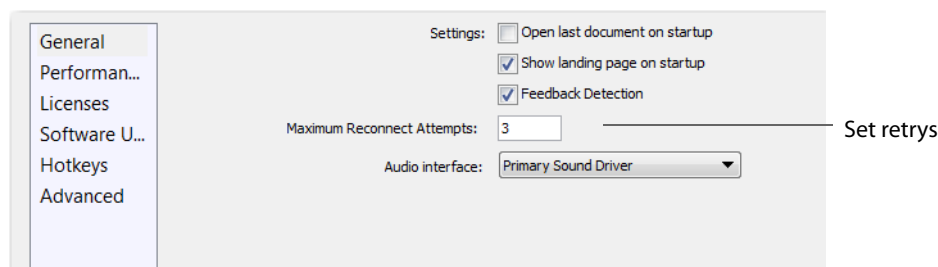 General
Performan...
Licenses
Software U...
Hotkeys
Advanced
Settings: Open last document on startup
Show landing page on startup
Feedback Detection
Maximum Reconnect Attempts: 3
Set retrys
Audio interface: Primary Sound Driver